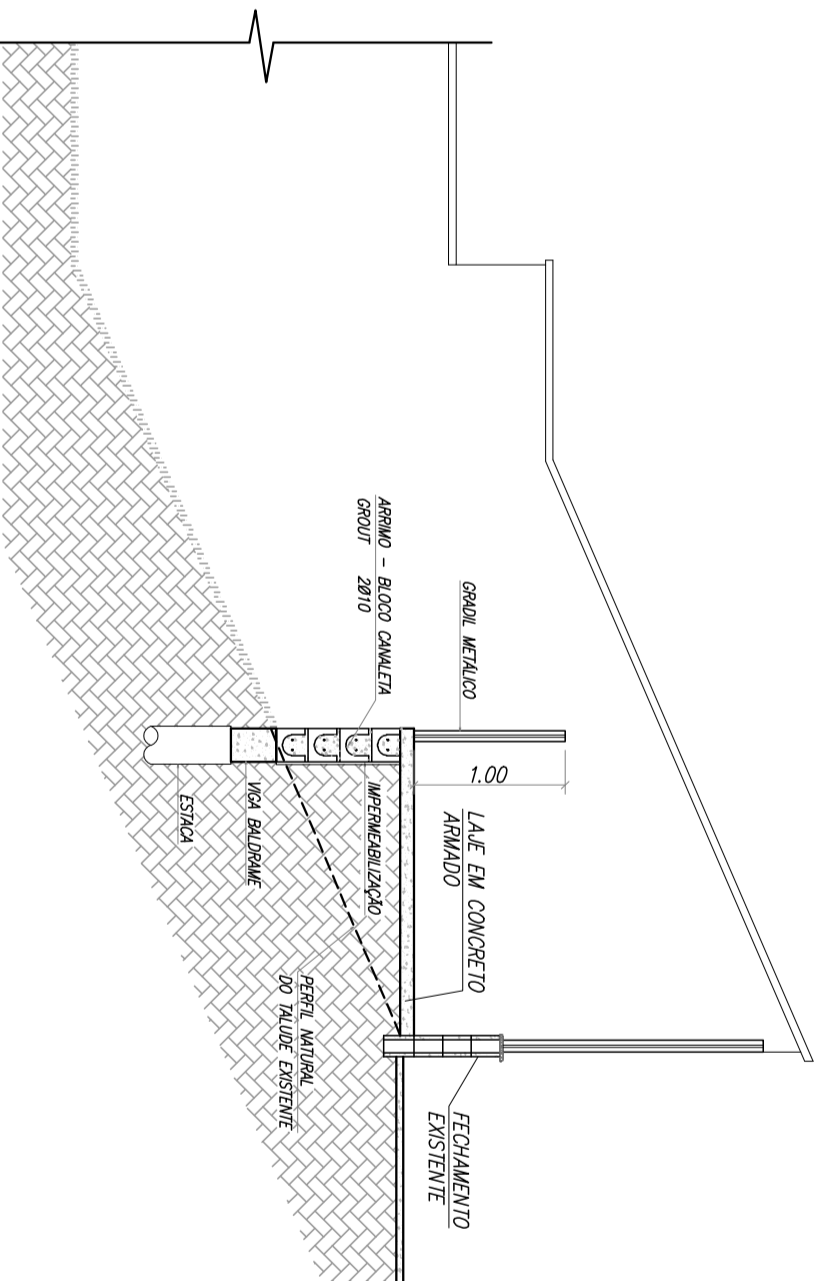 FECHAMENTO
EXISTENTE
LAJE EM CONCRETO
ARMADO
1.00
GRADIL METÁLICO
ARRIMO - BLOCO CANALETA
GROUT 2Ø10
IMPERMEABILIZAÇÃO
PERFIL NATURAL
DO TALUDE EXISTENTE
VIGA BALDRAME
ESTACA